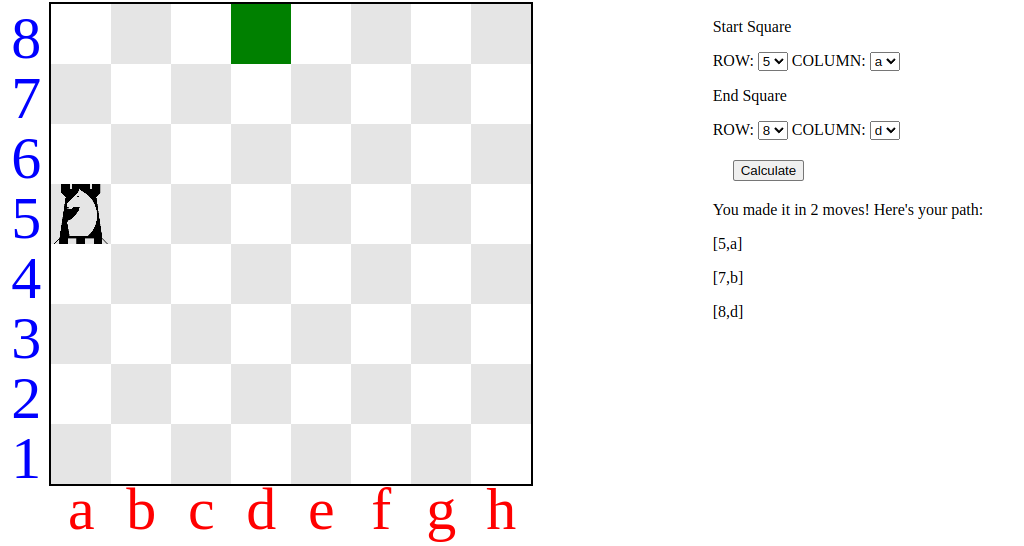 8
7
6
5
4
3
2
1
a b c d e f g h
Start Square
ROW: 5 COLUMN: a
End Square
ROW: 8 COLUMN: d
Calculate
You made it in 2 moves! Here's your path:
[5,a]
[7,b]
[8,d]